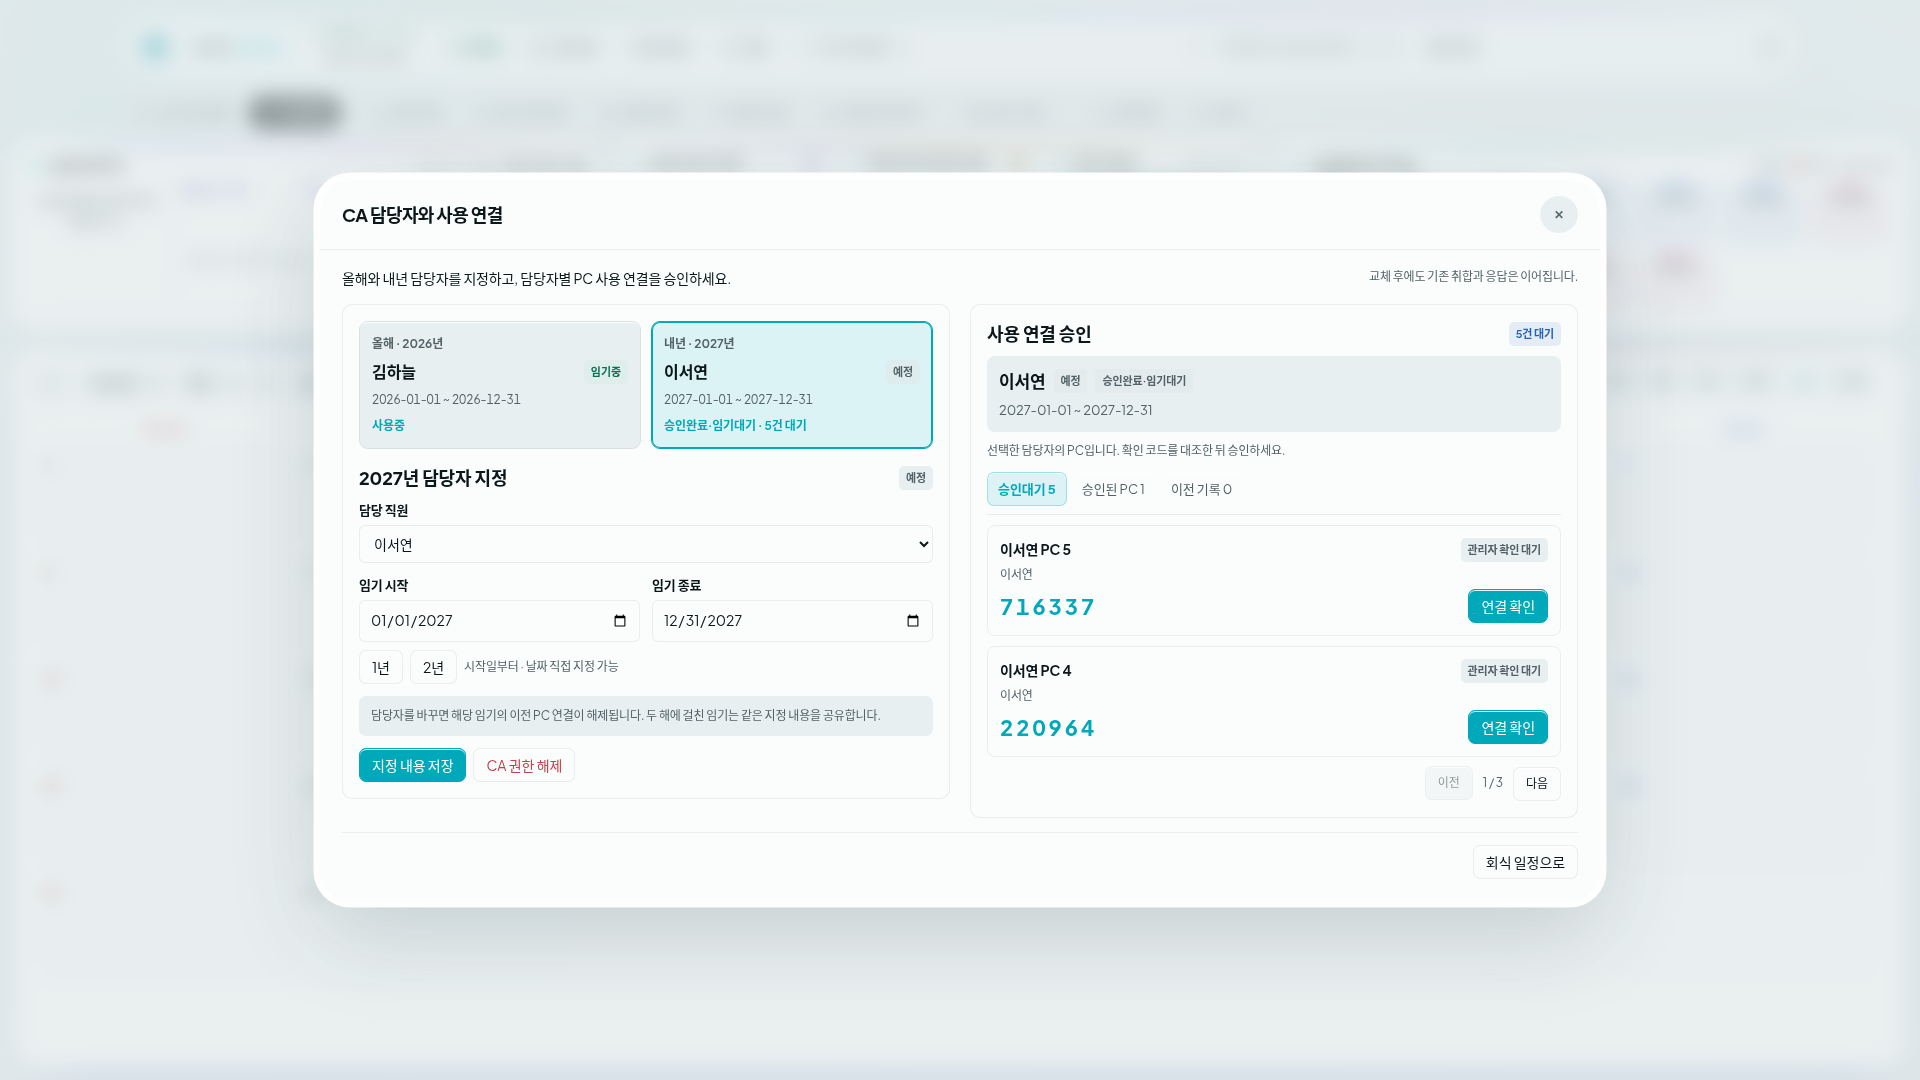 CA 담당자와 사용 연결
×
올해와 내년 담당자를 지정하고, 담당자별 PC 사용 연결을 승인하세요.
교체 후에도 기존 취합과 응답은 이어집니다.
올해 · 2026년
김하늘
임기중
2026-01-01 ~ 2026-12-31
사용중
내년 · 2027년
이서연
예정
2027-01-01 ~ 2027-12-31
승인완료·임기대기 · 5건 대기
2027년 담당자 지정
예정
담당 직원
이서연
임기 시작
임기 종료
01/01/2027
12/31/2027
1년
2년
시작일부터 · 날짜 직접 지정 가능
담당자를 바꾸면 해당 임기의 이전 PC 연결이 해제됩니다. 두 해에 걸친 임기는 같은 지정 내용을 공유합니다.
지정 내용 저장
CA 권한 해제
사용 연결 승인
5건 대기
이서연
예정
승인완료·임기대기
2027-01-01 ~ 2027-12-31
선택한 담당자의 PC입니다. 확인 코드를 대조한 뒤 승인하세요.
승인대기 5
승인된 PC 1
이전 기록 0
이서연 PC 5
관리자 확인 대기
이서연
716337
연결 확인
이서연 PC 4
관리자 확인 대기
이서연
220964
연결 확인
이전
1 / 3
다음
회식 일정으로